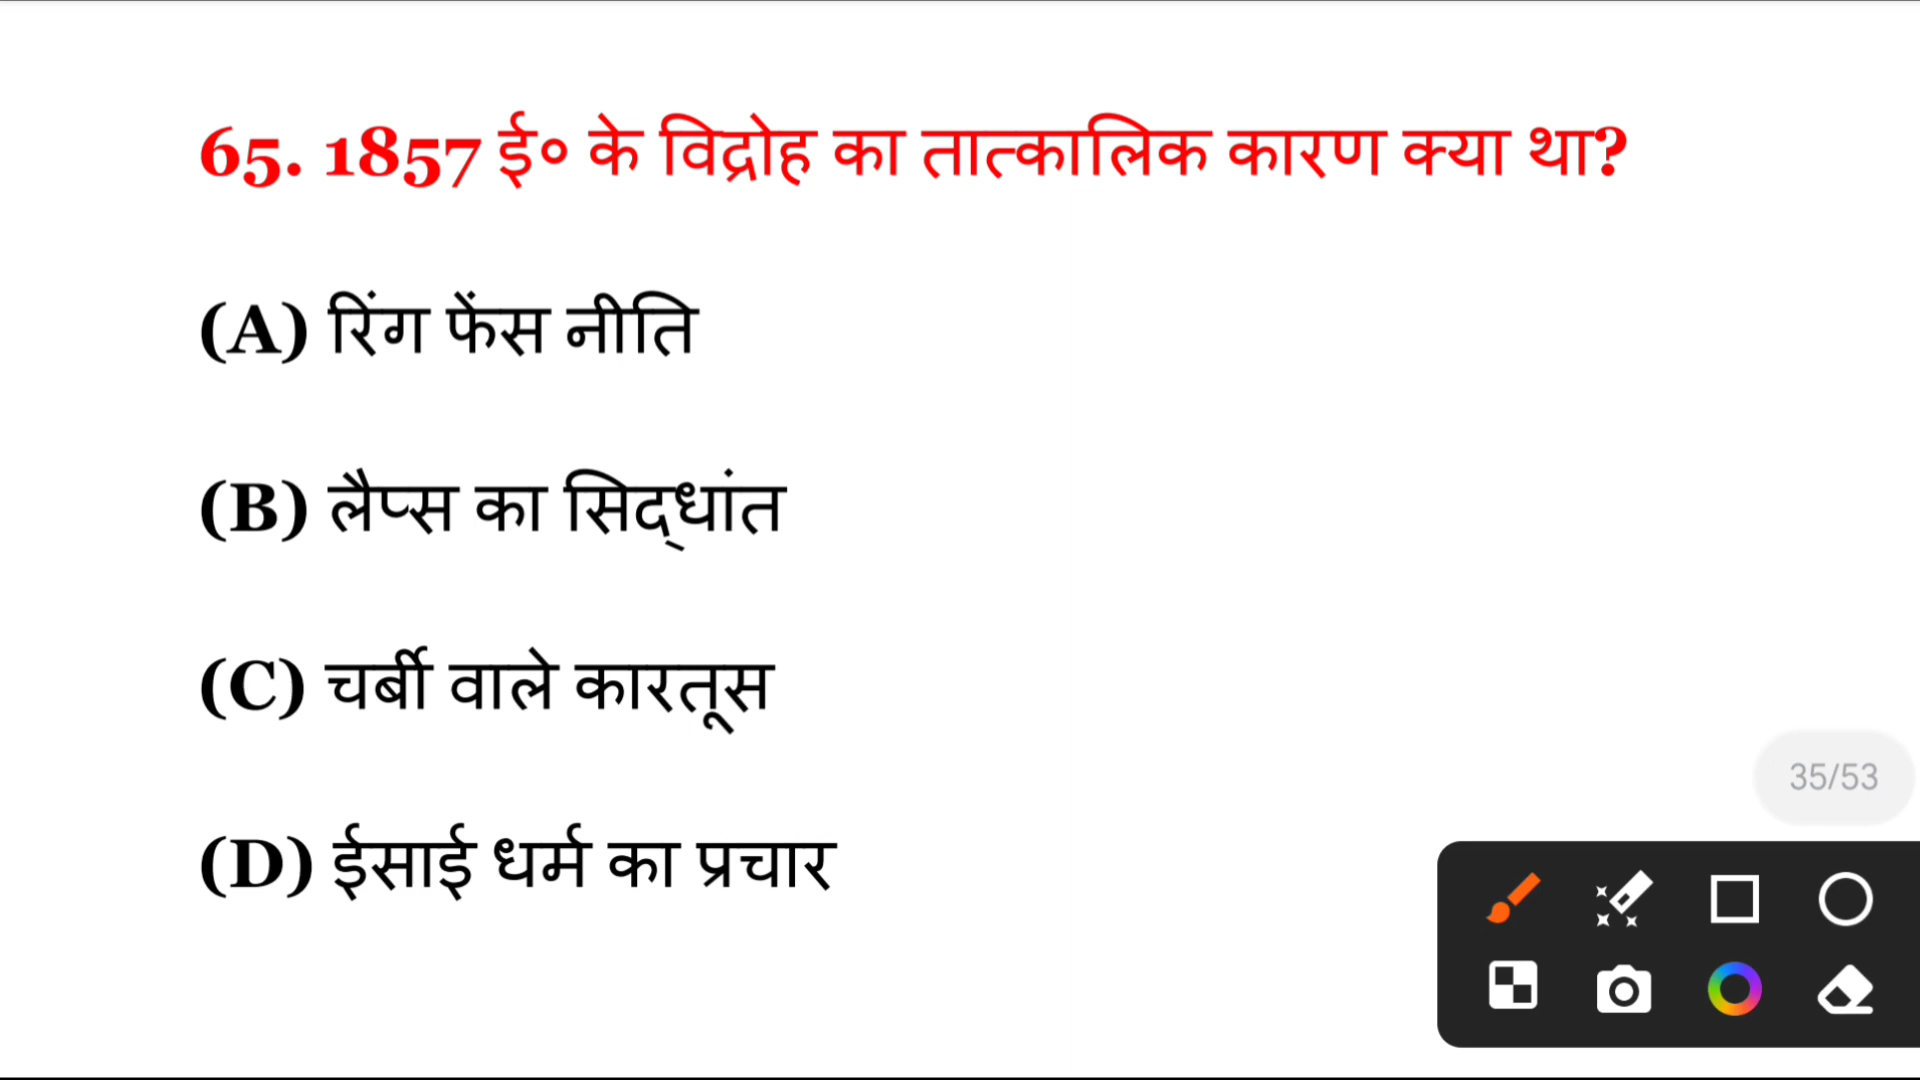 65. 1857 ई० के विद्रोह का तात्कालिक कारण क्या था?
(A) रिंग फेंस नीति
(B) लैप्स का सिद्‌धांत
(C) चर्बी वाले कारतूस
(D) ईसाई धर्म का प्रचार
35/53